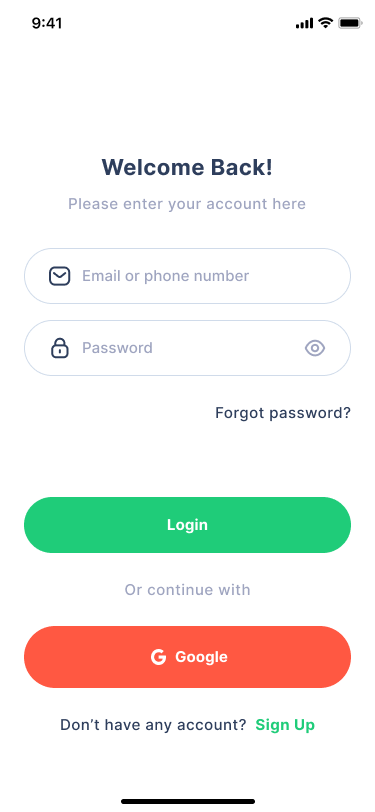 9:41
Welcome Back!
Please enter your account here
Email or phone number
Password
Forgot password?
Login
Or continue with
Google
Don’t have any account? Sign Up